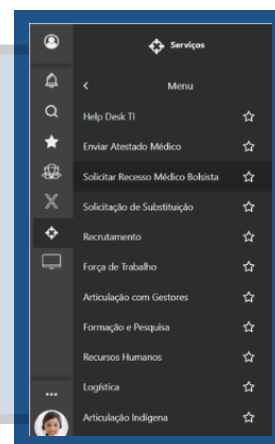 Serviços
Menu
Help Desk TI
Enviar Atestado Médico
Solicitar Recesso Médico Bolsista
Solicitação de Substituição
Recrutamento
Força de Trabalho
Articulação com Gestores
Formação e Pesquisa
Recursos Humanos
Logística
Articulação Indígena